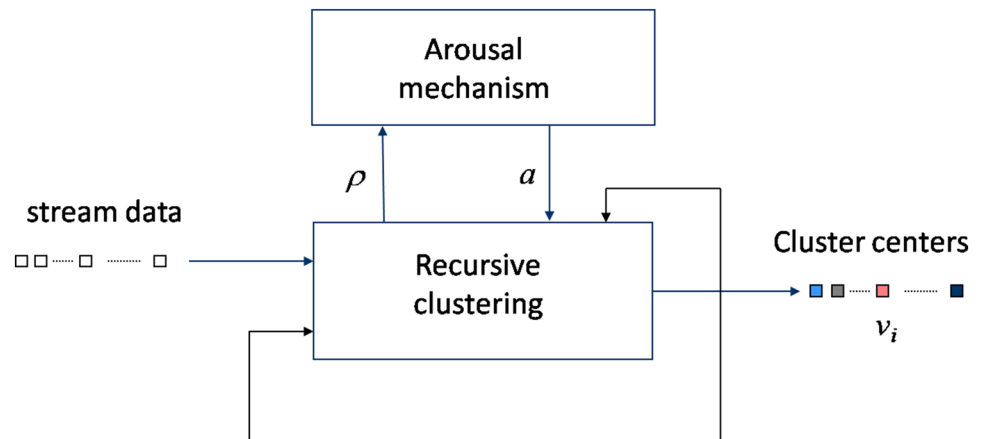 Arousal
mechanism
ρ
a
stream data
Recursive
clustering
Cluster centers
vᵢ